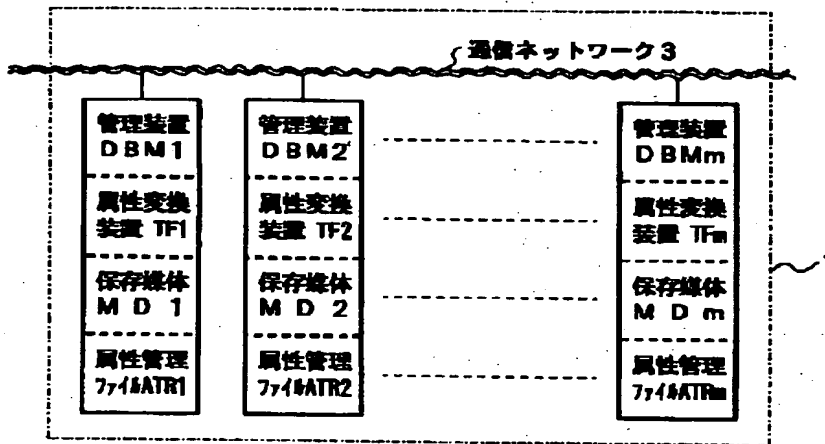 通信ネットワーク3
管理装置
DBM1
属性変換
装置 TF1
保存媒体
MD1
属性管理
ファイルATR1
管理装置
DBM2
属性変換
装置 TF2
保存媒体
MD2
属性管理
ファイルATR2
管理装置
DBMm
属性変換
装置 TFm
保存媒体
MDm
属性管理
ファイルATRm